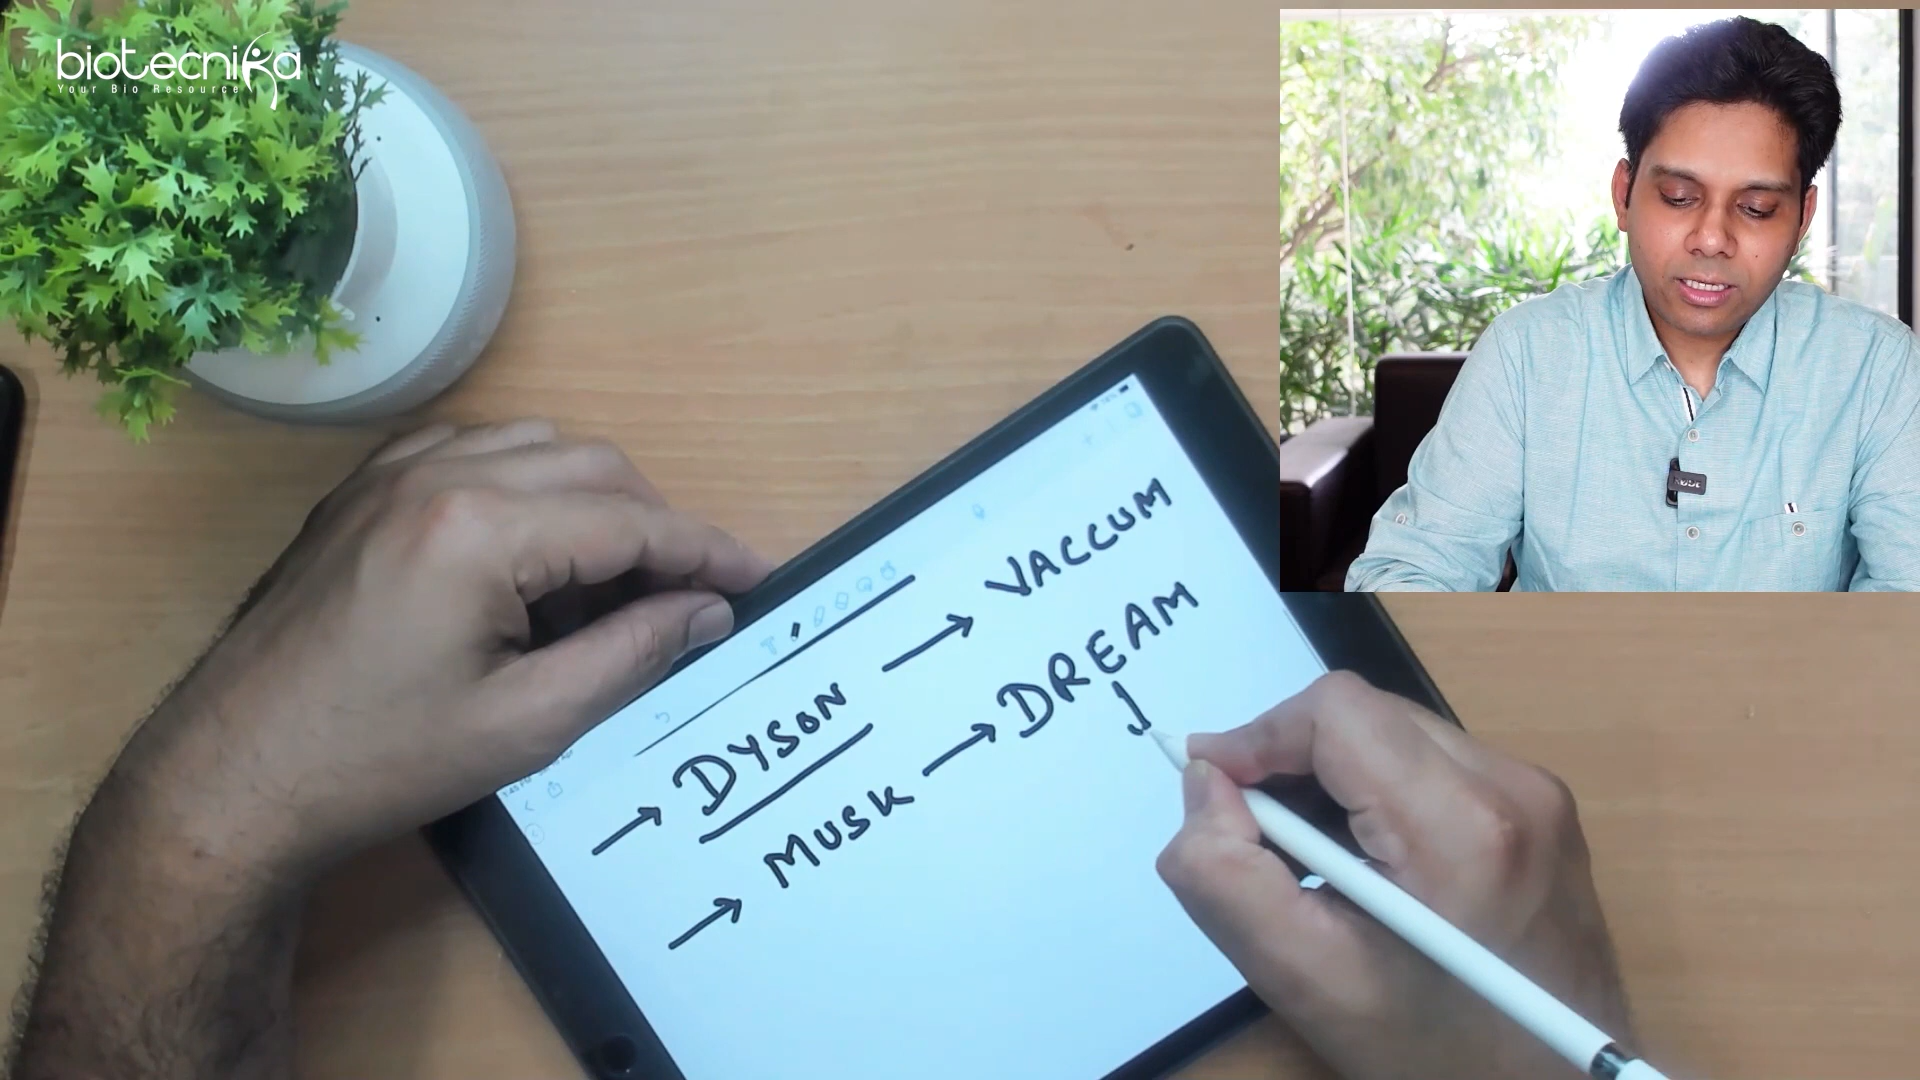 biotecnika
Your Bio Resource
→ DYSON → VACCUM
→ MUSK → DREAM